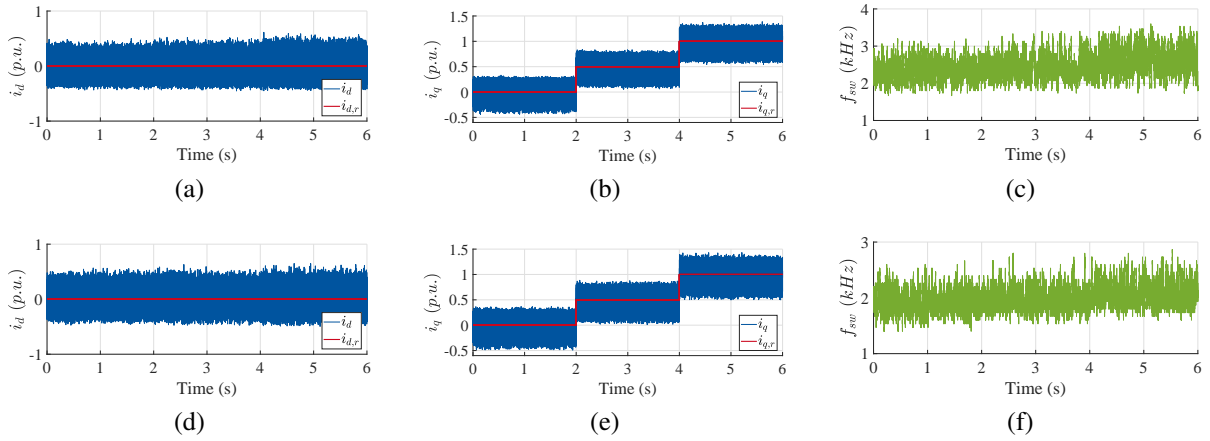 1
0
-1
i_d (p.u.)
i_d
i_{d,r}
0 1 2 3 4 5 6
Time (s)
(a)
1.5
1
0.5
0
-0.5
i_q (p.u.)
i_q
i_{q,r}
0 1 2 3 4 5 6
Time (s)
(b)
4
3
2
1
f_{sw} (kHz)
0 1 2 3 4 5 6
Time (s)
(c)
1
0
-1
i_d (p.u.)
i_d
i_{d,r}
0 1 2 3 4 5 6
Time (s)
(d)
1.5
1
0.5
0
-0.5
i_q (p.u.)
i_q
i_{q,r}
0 1 2 3 4 5 6
Time (s)
(e)
3
2
1
f_{sw} (kHz)
0 1 2 3 4 5 6
Time (s)
(f)